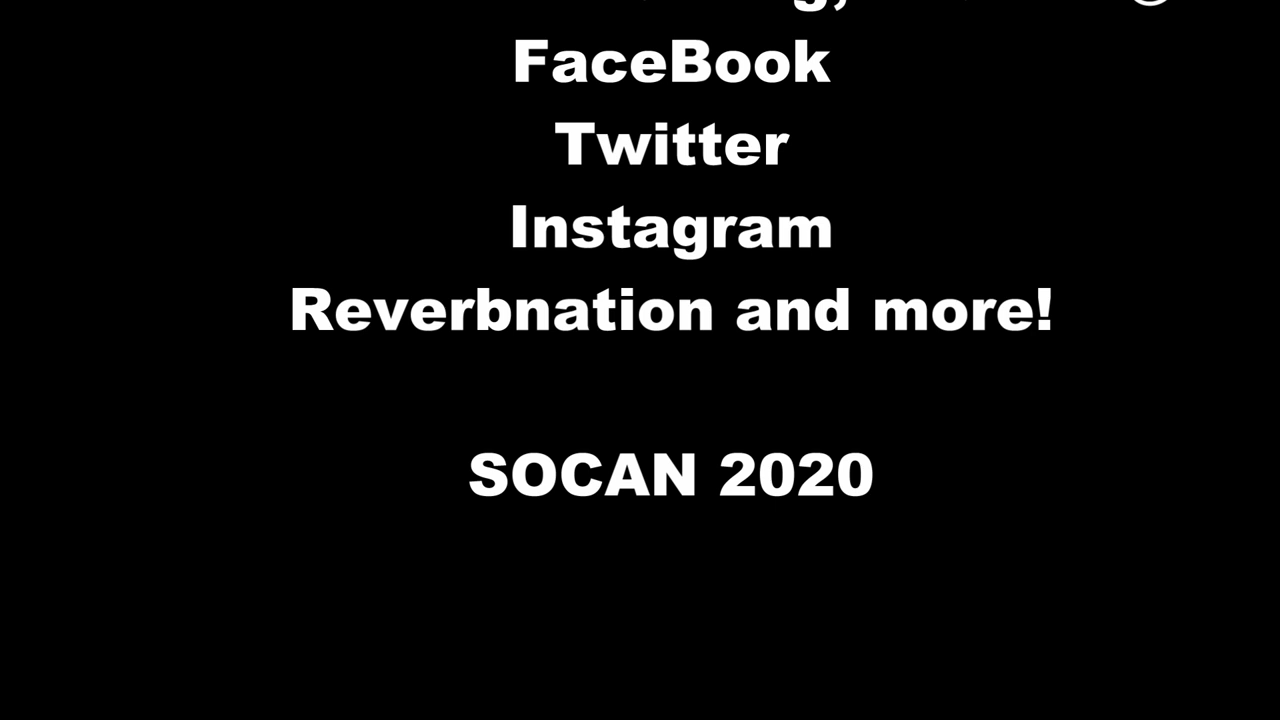 FaceBook
Twitter
Instagram
Reverbnation and more!
SOCAN 2020